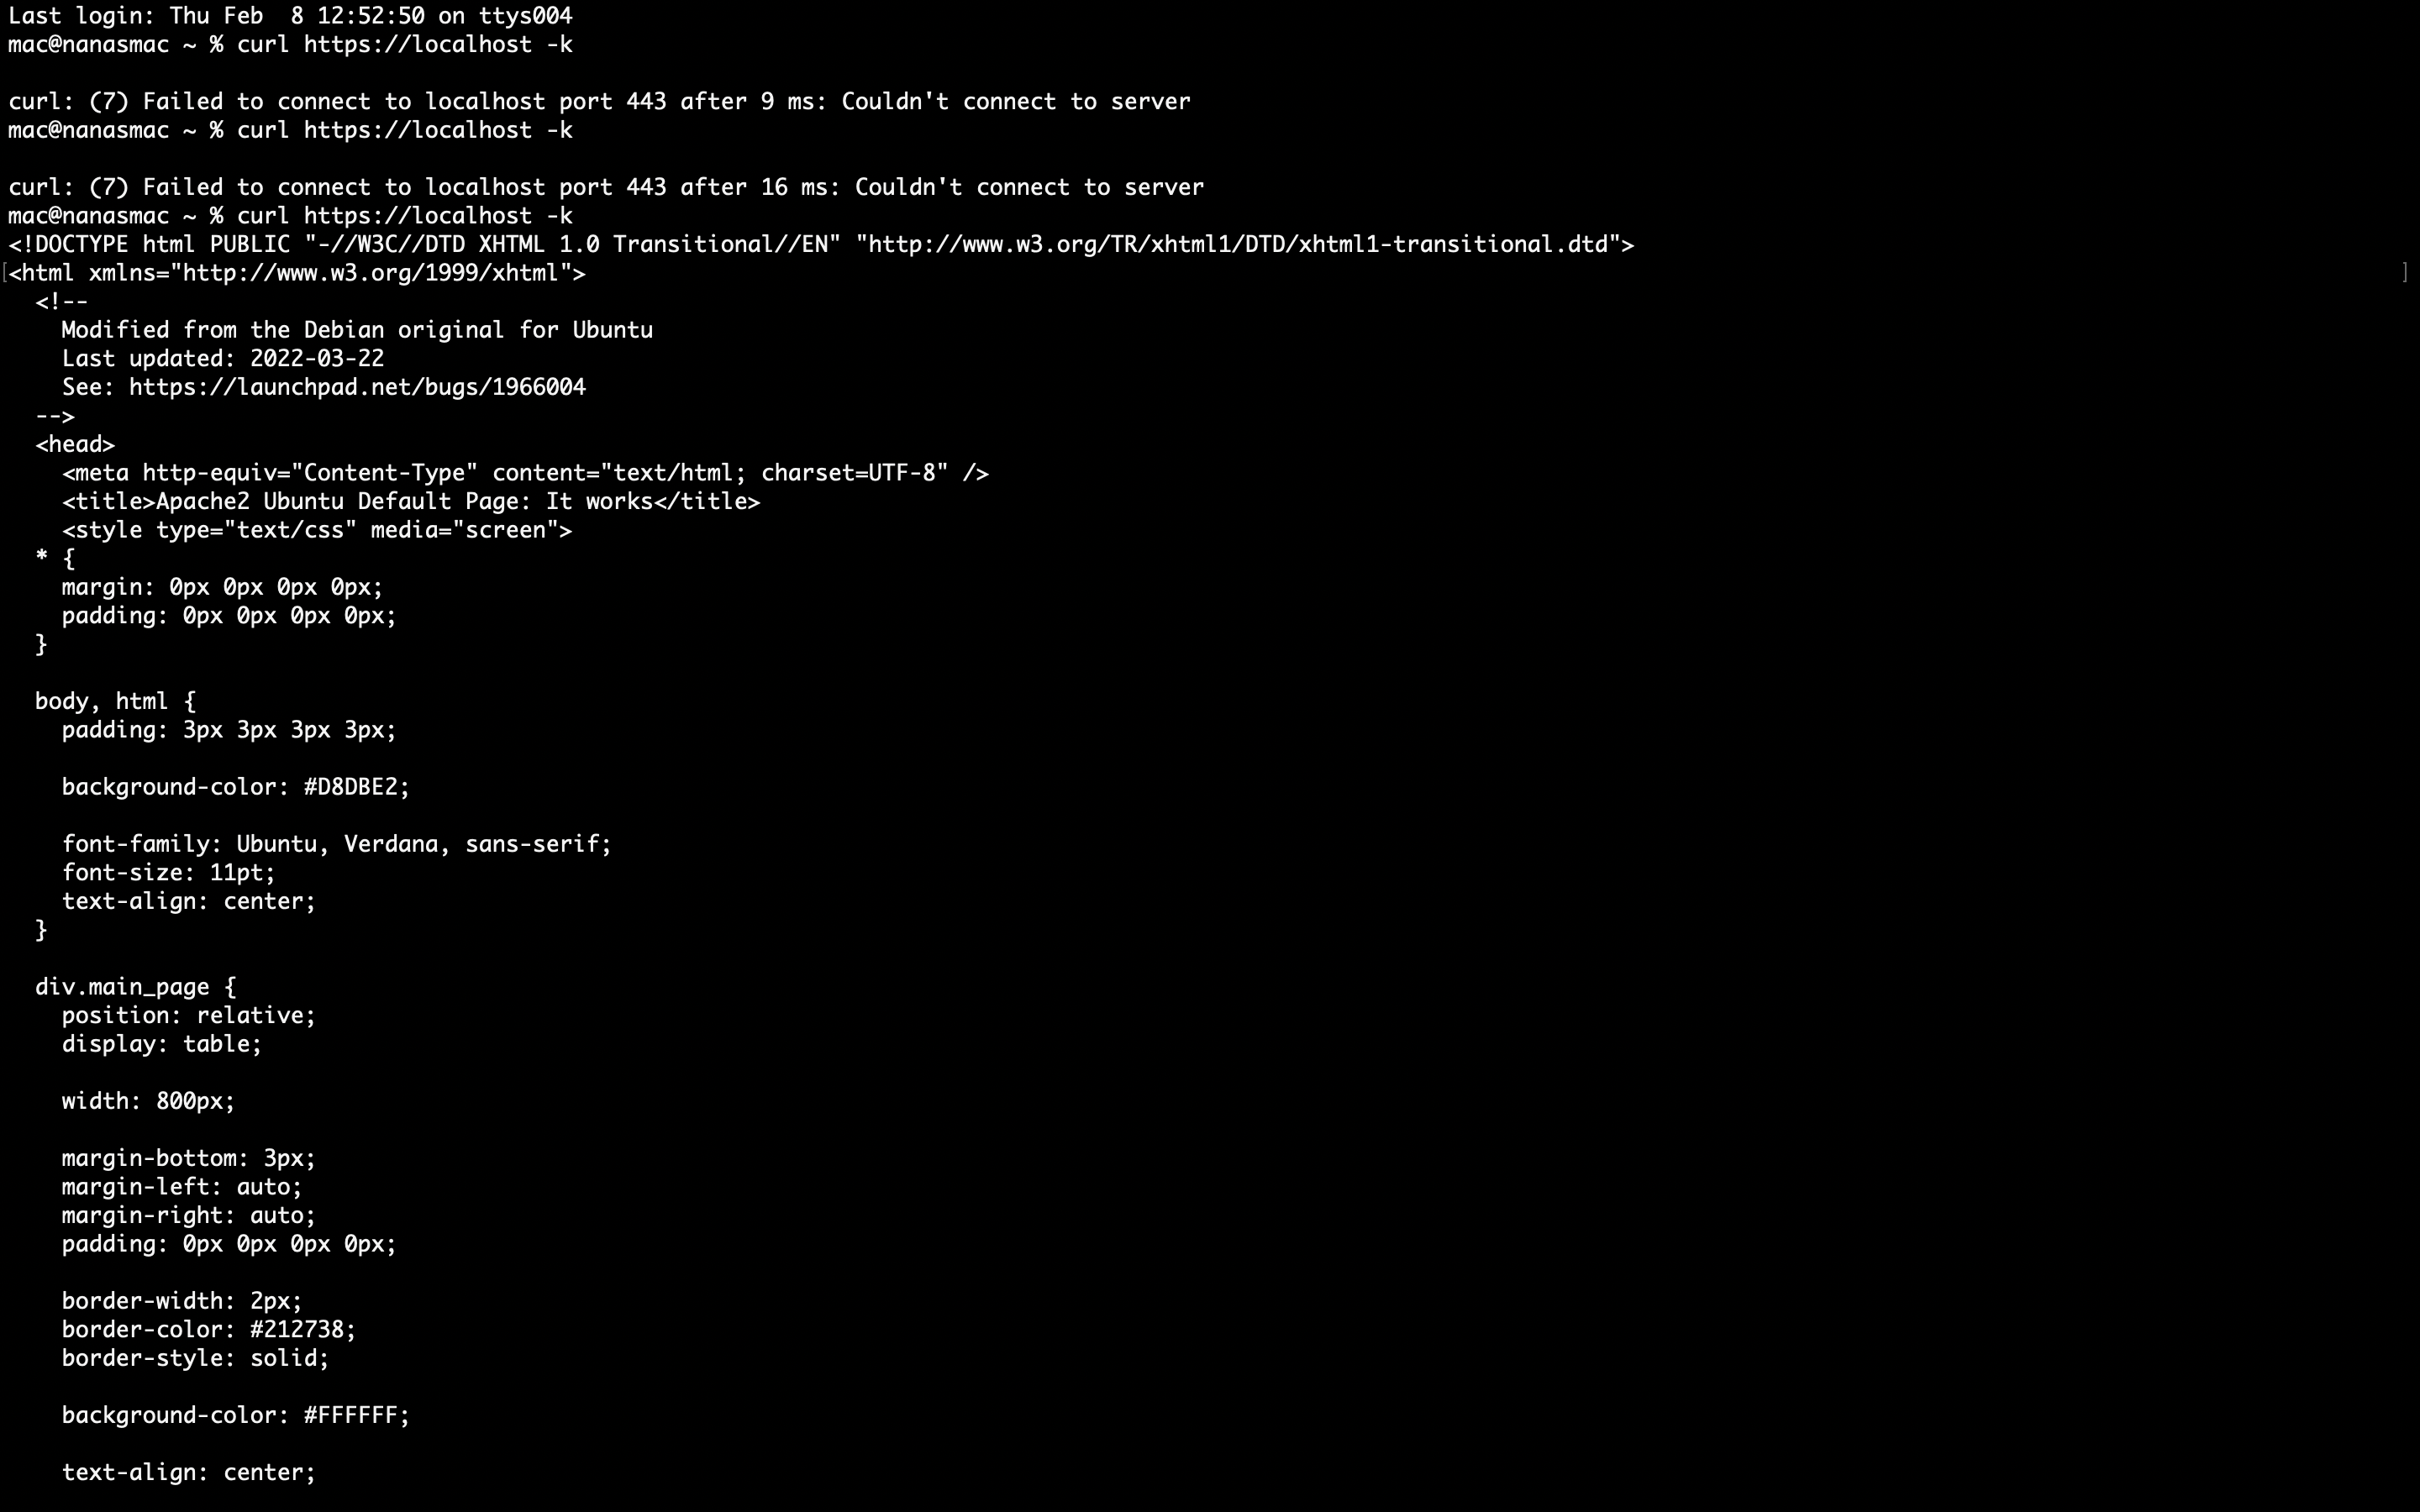 Last login: Thu Feb  8 12:52:50 on ttys004
mac@nanasmac ~ % curl https://localhost -k
curl: (7) Failed to connect to localhost port 443 after 9 ms: Couldn't connect to server
mac@nanasmac ~ % curl https://localhost -k
curl: (7) Failed to connect to localhost port 443 after 16 ms: Couldn't connect to server
mac@nanasmac ~ % curl https://localhost -k
<!DOCTYPE html PUBLIC "-//W3C//DTD XHTML 1.0 Transitional//EN" "http://www.w3.org/TR/xhtml1/DTD/xhtml1-transitional.dtd">
[<html xmlns="http://www.w3.org/1999/xhtml"> ]
  <!--
    Modified from the Debian original for Ubuntu
    Last updated: 2022-03-22
    See: https://launchpad.net/bugs/1966004
  -->
  <head>
    <meta http-equiv="Content-Type" content="text/html; charset=UTF-8" />
    <title>Apache2 Ubuntu Default Page: It works</title>
    <style type="text/css" media="screen">
  * {
    margin: 0px 0px 0px 0px;
    padding: 0px 0px 0px 0px;
  }
  body, html {
    padding: 3px 3px 3px 3px;
    background-color: #D8DBE2;
    font-family: Ubuntu, Verdana, sans-serif;
    font-size: 11pt;
    text-align: center;
  }
  div.main_page {
    position: relative;
    display: table;
    width: 800px;
    margin-bottom: 3px;
    margin-left: auto;
    margin-right: auto;
    padding: 0px 0px 0px 0px;
    border-width: 2px;
    border-color: #212738;
    border-style: solid;
    background-color: #FFFFFF;
    text-align: center;